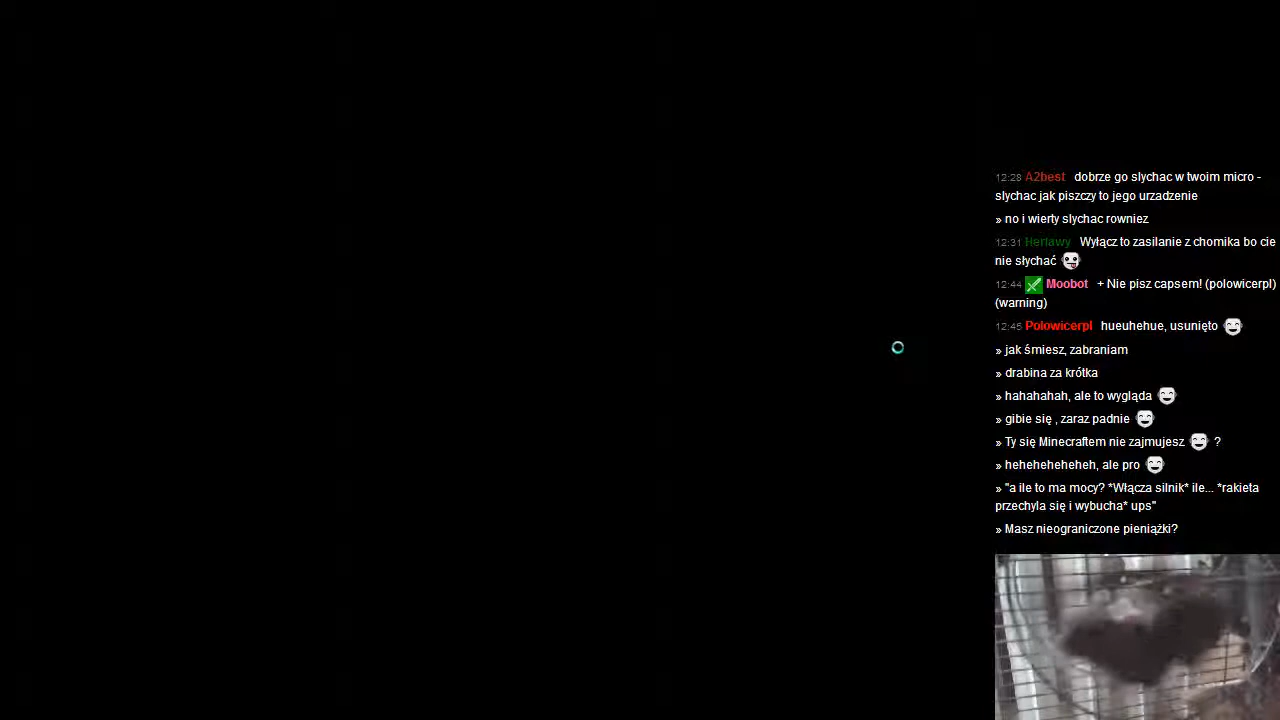 12:28 A2best dobrze go slychac w twoim micro -
slychac jak piszczy to jego urzadzenie
» no i wierty slychac rowniez
12:31 Herlawy Wyłącz to zasilanie z chomika bo cie
nie słychać
12:44 Moobot + Nie pisz capsem! (polowicerpl)
(warning)
12:45 Polowicerpl hueuhehue, usunięto
» jak śmiesz, zabraniam
» drabina za krótka
» hahahahah, ale to wygląda
» gibie się , zaraz padnie
» Ty się Minecraftem nie zajmujesz ?
» heheheheheheh, ale pro
» "a ile to ma mocy? *Włącza silnik* ile... *rakieta
przechyla się i wybucha* ups"
» Masz nieograniczone pieniążki?